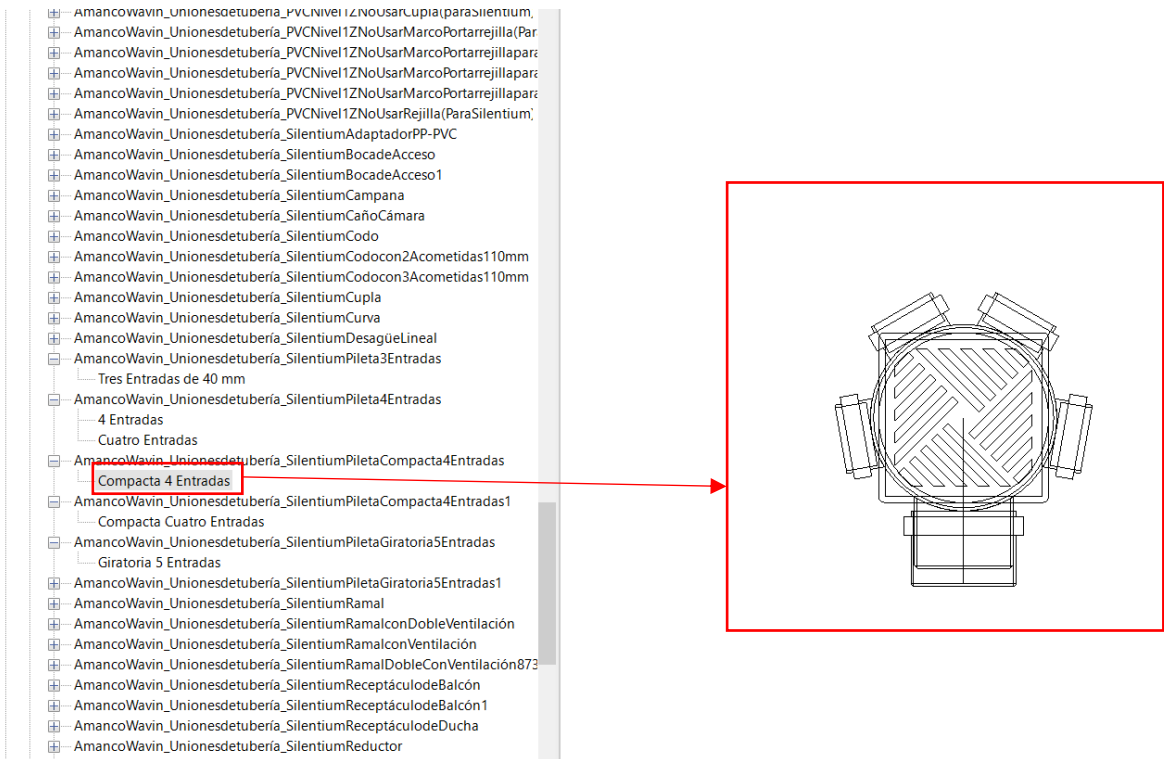 AmancoWavin_Unionesdetubería_PVCNivel1ZNoUsarCupla(paraSilentium)
AmancoWavin_Unionesdetubería_PVCNivel1ZNoUsarMarcoPortarrejilla(Par
AmancoWavin_Unionesdetubería_PVCNivel1ZNoUsarMarcoPortarrejillapara
AmancoWavin_Unionesdetubería_PVCNivel1ZNoUsarMarcoPortarrejillapara
AmancoWavin_Unionesdetubería_PVCNivel1ZNoUsarMarcoPortarrejillapara
AmancoWavin_Unionesdetubería_PVCNivel1ZNoUsarRejilla(ParaSilentium)
AmancoWavin_Unionesdetubería_SilentiumAdaptadorPP-PVC
AmancoWavin_Unionesdetubería_SilentiumBocadeAcceso
AmancoWavin_Unionesdetubería_SilentiumBocadeAcceso1
AmancoWavin_Unionesdetubería_SilentiumCampana
AmancoWavin_Unionesdetubería_SilentiumCañoCámara
AmancoWavin_Unionesdetubería_SilentiumCodo
AmancoWavin_Unionesdetubería_SilentiumCodocon2Acometidas110mm
AmancoWavin_Unionesdetubería_SilentiumCodocon3Acometidas110mm
AmancoWavin_Unionesdetubería_SilentiumCupla
AmancoWavin_Unionesdetubería_SilentiumCurva
AmancoWavin_Unionesdetubería_SilentiumDesagüeLineal
AmancoWavin_Unionesdetubería_SilentiumPileta3Entradas
Tres Entradas de 40 mm
AmancoWavin_Unionesdetubería_SilentiumPileta4Entradas
4 Entradas
Cuatro Entradas
AmancoWavin_Unionesdetubería_SilentiumPiletaCompacta4Entradas
Compacta 4 Entradas
AmancoWavin_Unionesdetubería_SilentiumPiletaCompacta4Entradas1
Compacta Cuatro Entradas
AmancoWavin_Unionesdetubería_SilentiumPiletaGiratoria5Entradas
Giratoria 5 Entradas
AmancoWavin_Unionesdetubería_SilentiumPiletaGiratoria5Entradas1
AmancoWavin_Unionesdetubería_SilentiumRamal
AmancoWavin_Unionesdetubería_SilentiumRamalconDobleVentilación
AmancoWavin_Unionesdetubería_SilentiumRamalconVentilación
AmancoWavin_Unionesdetubería_SilentiumRamalDobleConVentilación873
AmancoWavin_Unionesdetubería_SilentiumReceptáculodeBalcón
AmancoWavin_Unionesdetubería_SilentiumReceptáculodeBalcón1
AmancoWavin_Unionesdetubería_SilentiumReceptáculodeDucha
AmancoWavin_Unionesdetubería_SilentiumReductor